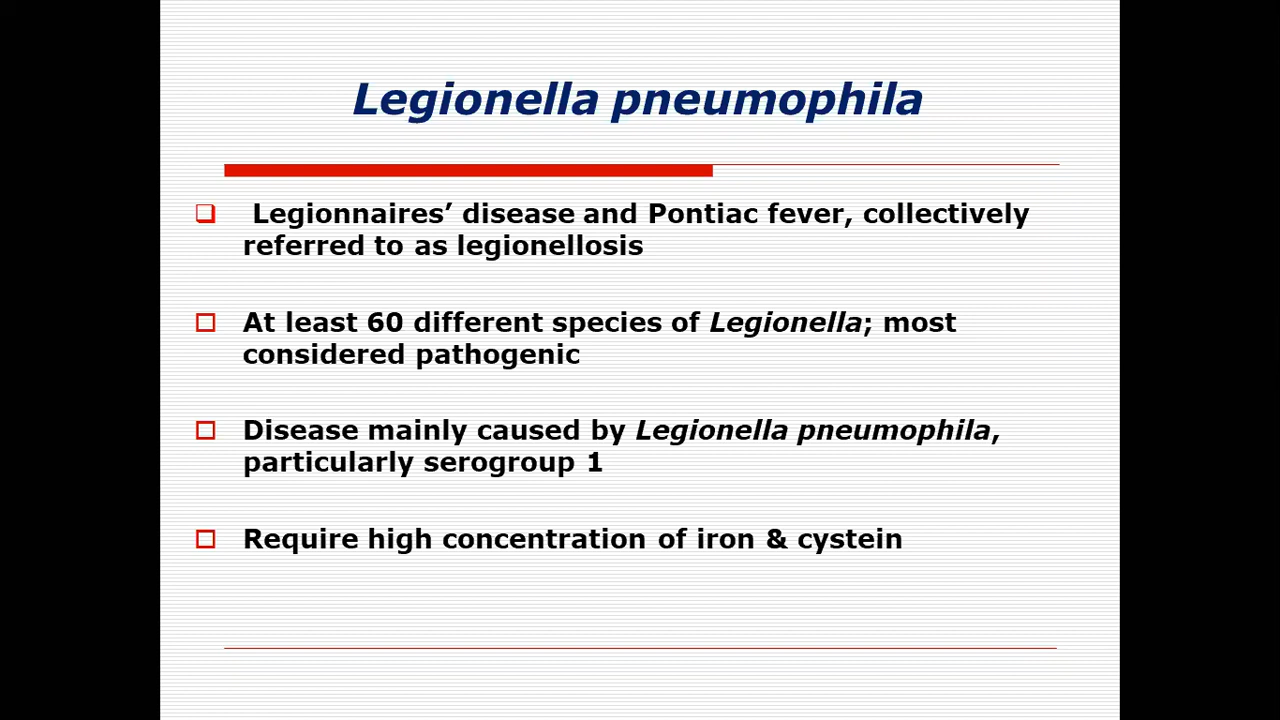 Legionella pneumophila
Legionnaires’ disease and Pontiac fever, collectively
referred to as legionellosis
At least 60 different species of Legionella; most
considered pathogenic
Disease mainly caused by Legionella pneumophila,
particularly serogroup 1
Require high concentration of iron & cystein